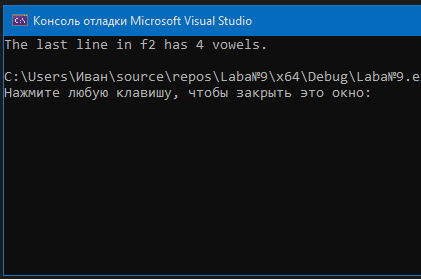 Консоль отладки Microsoft Visual Studio
The last line in f2 has 4 vowels.
C:\Users\Иван\source\repos\Laba№9\x64\Debug\Laba№9.e
Нажмите любую клавишу, чтобы закрыть это окно: